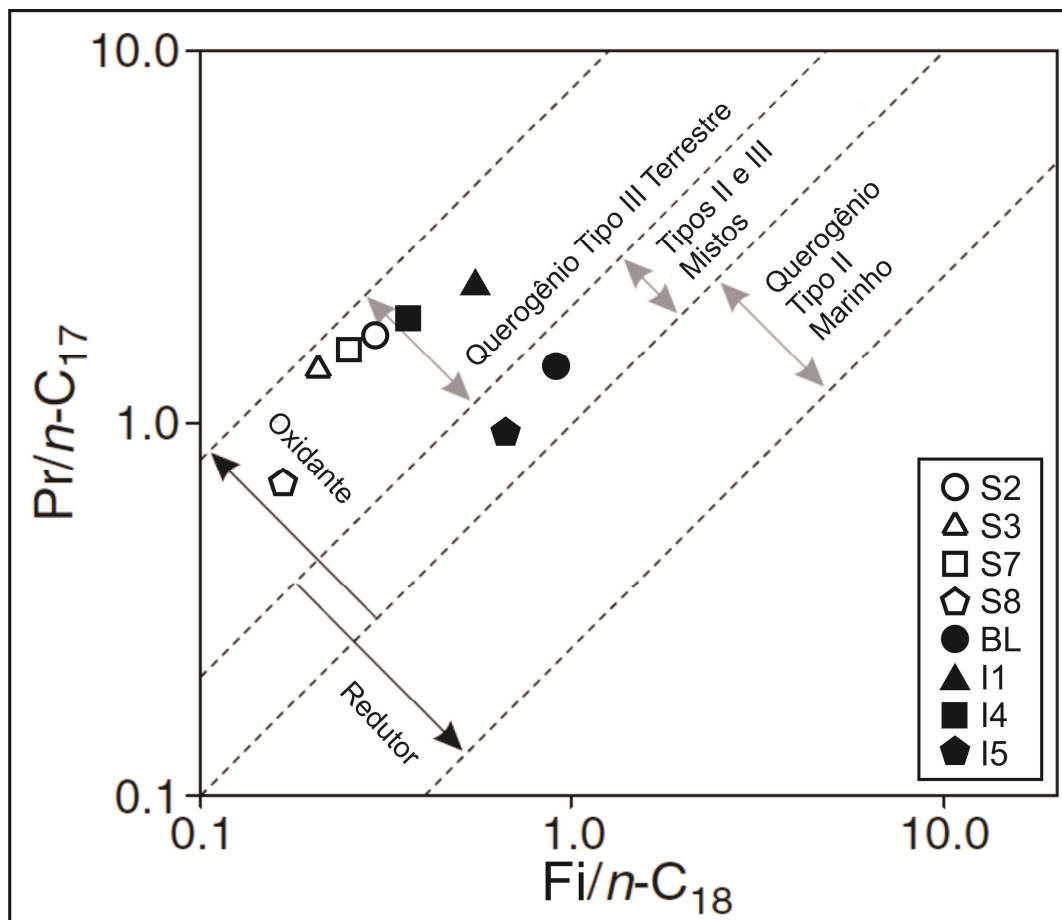 10.0
1.0
0.1
Pr/n-C₁₇
Querogênio Tipo III Terrestre
Tipos II e III
Mistos
Querogênio
Tipo II
Marinho
Oxidante
Redutor
S2
S3
S7
S8
BL
I1
I4
I5
0.1
1.0
10.0
Fi/n-C₁₈